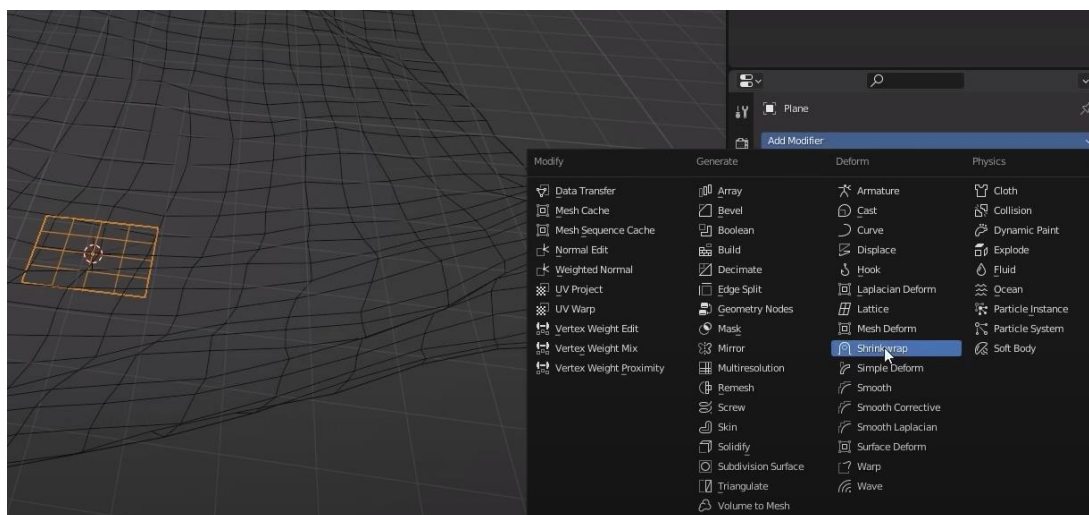 Plane
Add Modifier
Modify
Data Transfer
Mesh Cache
Mesh Sequence Cache
Normal Edit
Weighted Normal
UV Project
UV Warp
Vertex Weight Edit
Vertex Weight Mix
Vertex Weight Proximity
Generate
Array
Bevel
Boolean
Build
Decimate
Edge Split
Geometry Nodes
Mask
Mirror
Multiresolution
Remesh
Screw
Skin
Solidify
Subdivision Surface
Triangulate
Volume to Mesh
Deform
Armature
Cast
Curve
Displace
Hook
Laplacian Deform
Lattice
Mesh Deform
Shrinkwrap
Simple Deform
Smooth
Smooth Corrective
Smooth Laplacian
Surface Deform
Warp
Wave
Physics
Cloth
Collision
Dynamic Paint
Explode
Fluid
Ocean
Particle Instance
Particle System
Soft Body